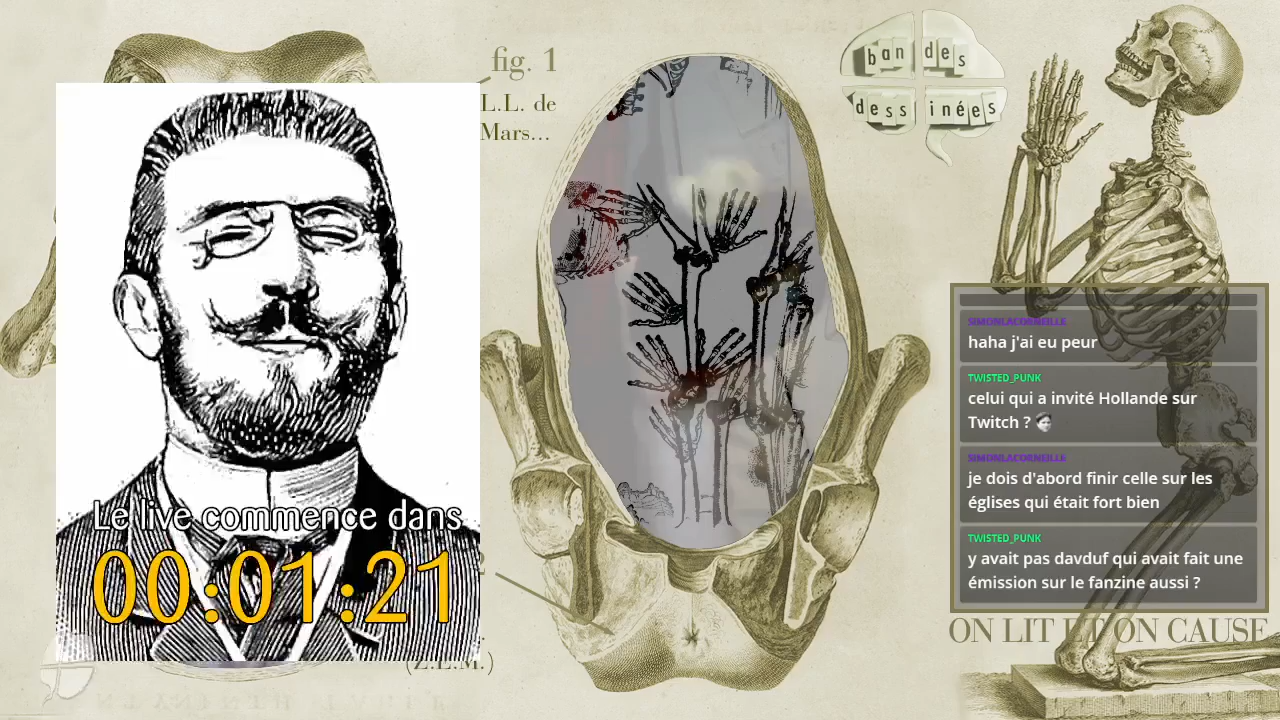 fig. 1
L.L. de
Mars...
ban des
dess inées
SIMONLACORNEILLE
haha j'ai eu peur
TWISTED_PUNK
celui qui a invité Hollande sur
Twitch ?
SIMONLACORNEILLE
je dois d'abord finir celle sur les
églises qui était fort bien
TWISTED_PUNK
y avait pas davduf qui avait fait une
émission sur le fanzine aussi ?
ON LIT ET ON CAUSE
Le live commence dans
00:01:21
(Z.L.M.)